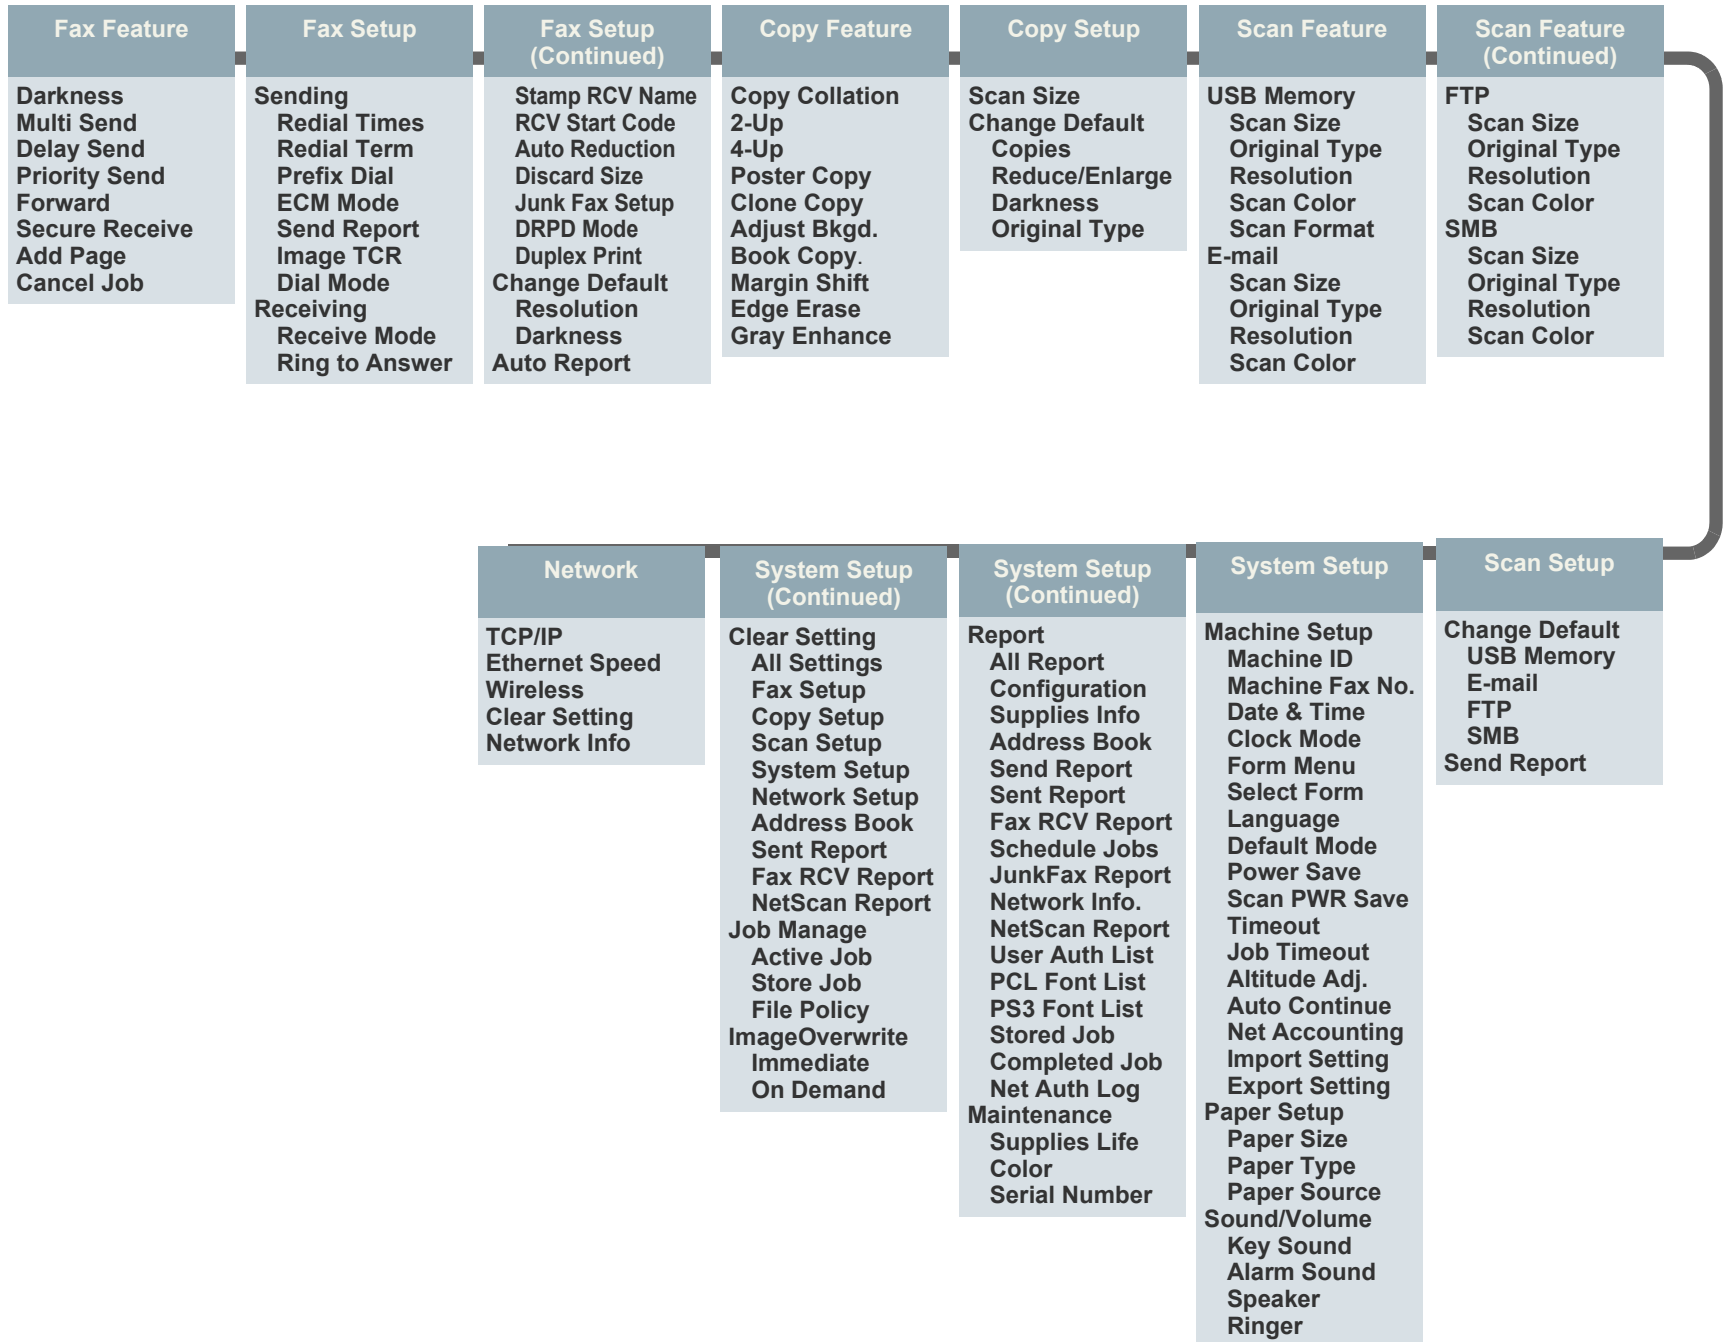 Fax Feature
Darkness
Multi Send
Delay Send
Priority Send
Forward
Secure Receive
Add Page
Cancel Job
Fax Setup
Sending
Redial Times
Redial Term
Prefix Dial
ECM Mode
Send Report
Image TCR
Dial Mode
Receiving
Receive Mode
Ring to Answer
Fax Setup
(Continued)
Stamp RCV Name
RCV Start Code
Auto Reduction
Discard Size
Junk Fax Setup
DRPD Mode
Duplex Print
Change Default
Resolution
Darkness
Auto Report
Copy Feature
Copy Collation
2-Up
4-Up
Poster Copy
Clone Copy
Adjust Bkgd.
Book Copy.
Margin Shift
Edge Erase
Gray Enhance
Copy Setup
Scan Size
Change Default
Copies
Reduce/Enlarge
Darkness
Original Type
Scan Feature
USB Memory
Scan Size
Original Type
Resolution
Scan Color
Scan Format
E-mail
Scan Size
Original Type
Resolution
Scan Color
Scan Feature
(Continued)
FTP
Scan Size
Original Type
Resolution
Scan Color
SMB
Scan Size
Original Type
Resolution
Scan Color
Network
TCP/IP
Ethernet Speed
Wireless
Clear Setting
Network Info
System Setup
(Continued)
Clear Setting
All Settings
Fax Setup
Copy Setup
Scan Setup
System Setup
Network Setup
Address Book
Sent Report
Fax RCV Report
NetScan Report
Job Manage
Active Job
Store Job
File Policy
ImageOverwrite
Immediate
On Demand
System Setup
(Continued)
Report
All Report
Configuration
Supplies Info
Address Book
Send Report
Sent Report
Fax RCV Report
Schedule Jobs
JunkFax Report
Network Info.
NetScan Report
User Auth List
PCL Font List
PS3 Font List
Stored Job
Completed Job
Net Auth Log
Maintenance
Supplies Life
Color
Serial Number
System Setup
Machine Setup
Machine ID
Machine Fax No.
Date & Time
Clock Mode
Form Menu
Select Form
Language
Default Mode
Power Save
Scan PWR Save
Timeout
Job Timeout
Altitude Adj.
Auto Continue
Net Accounting
Import Setting
Export Setting
Paper Setup
Paper Size
Paper Type
Paper Source
Sound/Volume
Key Sound
Alarm Sound
Speaker
Ringer
Scan Setup
Change Default
USB Memory
E-mail
FTP
SMB
Send Report